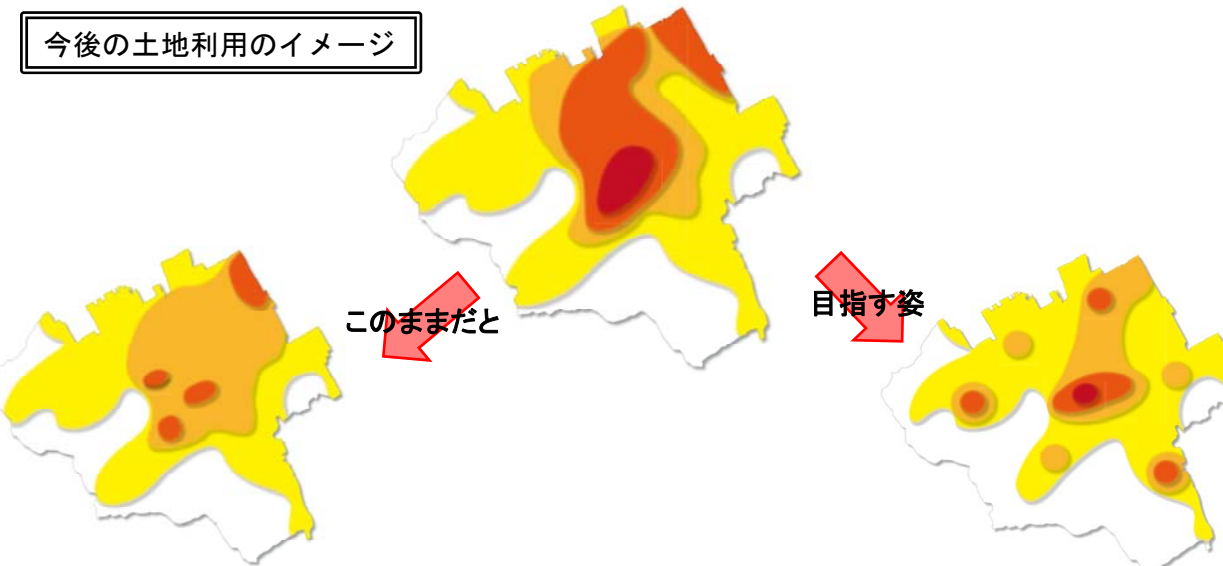 今後の土地利用のイメージ
このままだと
目指す姿